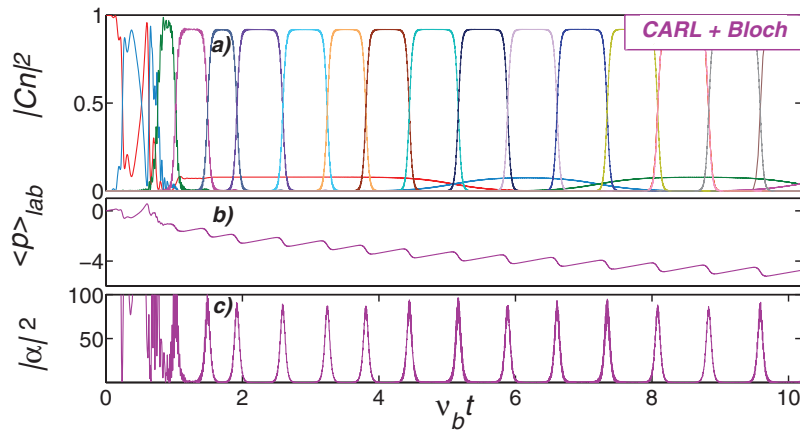 CARL + Bloch
a)
|Cn|²
1
0.5
0
b)
<p>lab
0
−4
c)
|α|²
100
50
0
2
4
6
8
10
νbt